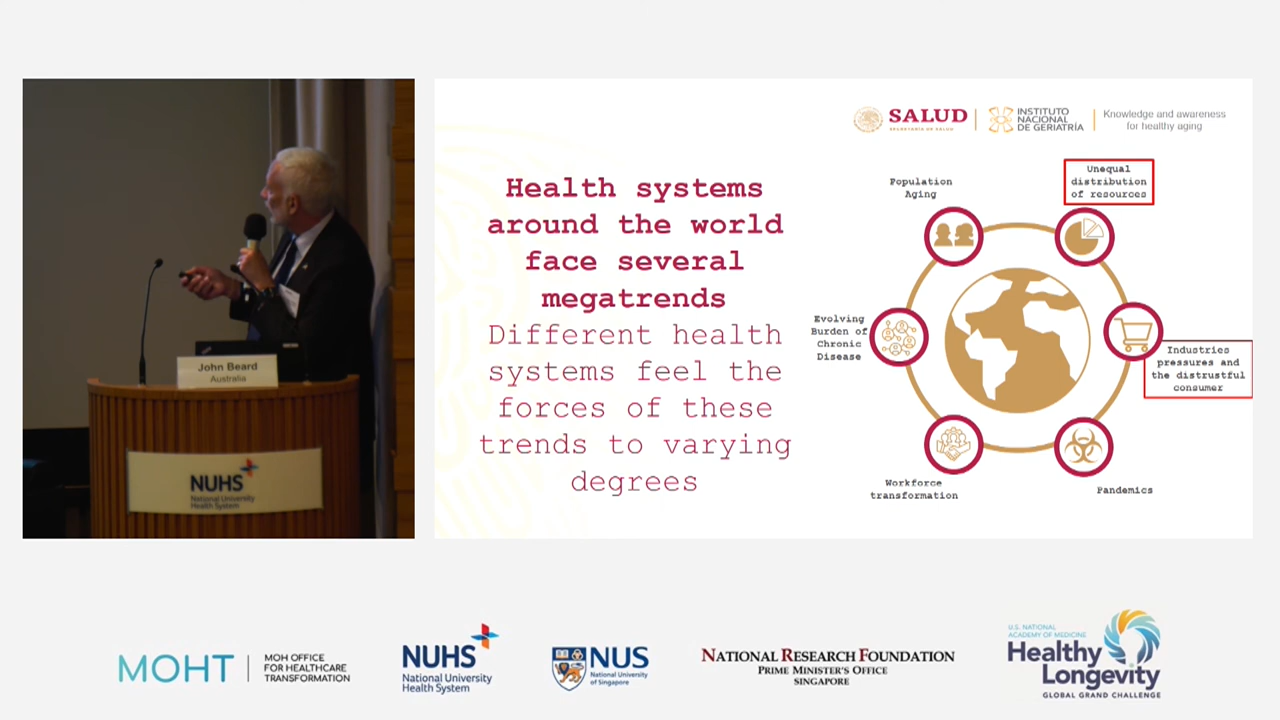 John Beard
Australia
NUHS
National University
Health System
SALUD
SECRETARÍA DE SALUD
INSTITUTO
NACIONAL
DE GERIATRÍA
Knowledge and awareness
for healthy aging
Health systems
around the world
face several
megatrends
Different health
systems feel the
forces of these
trends to varying
degrees
Population
Aging
Unequal
distribution
of resources
Evolving
Burden of
Chronic
Disease
Industries
pressures and
the distrustful
consumer
Workforce
transformation
Pandemics
MOHT
MOH OFFICE
FOR HEALTHCARE
TRANSFORMATION
NUHS
National University
Health System
NUS
National University
of Singapore
NATIONAL RESEARCH FOUNDATION
PRIME MINISTER'S OFFICE
SINGAPORE
U.S. NATIONAL
ACADEMY OF MEDICINE
Healthy
Longevity
GLOBAL GRAND CHALLENGE